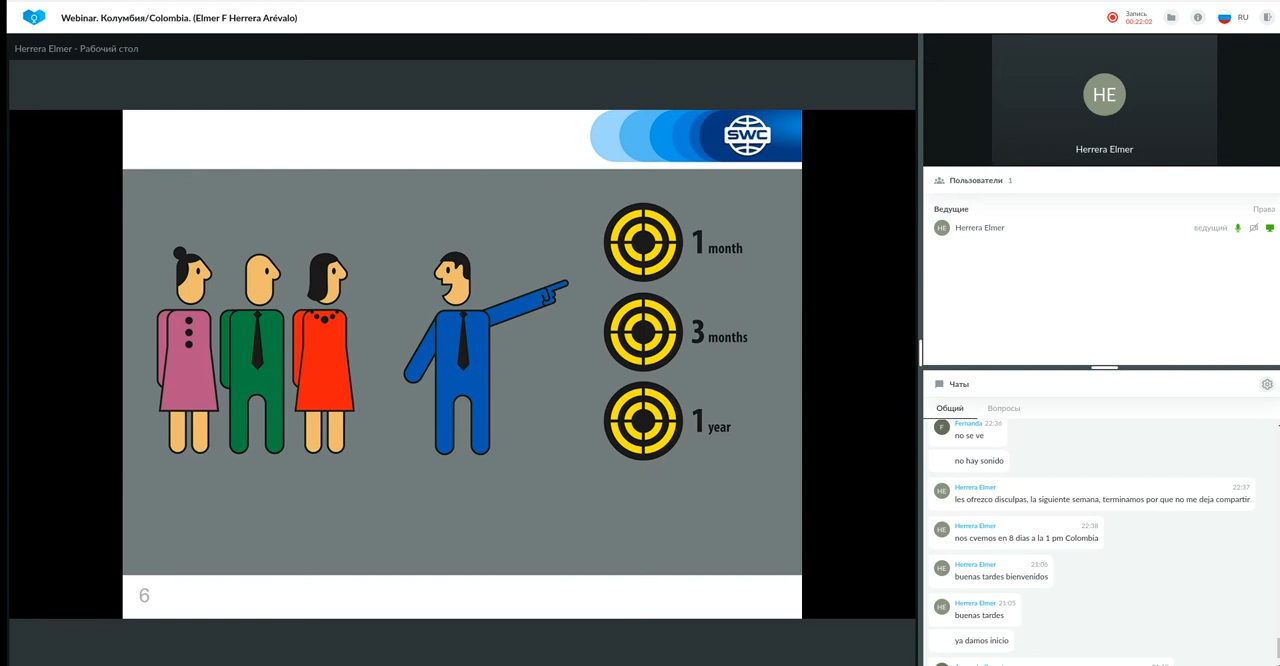 Webinar. Колумбия/Colombia. (Elmer F Herrera Arévalo)
Запись
00:22:02
RU
Herrera Elmer - Рабочий стол
SWC
1 month
3 months
1 year
6
HE
Herrera Elmer
Пользователи 1
Ведущие
Права
HE
Herrera Elmer
ведущий
Чаты
Общий
Вопросы
F
Fernanda 22:36
no se ve
no hay sonido
HE
Herrera Elmer 22:37
les ofrezco disculpas, la siguiente semana, terminamos por que no me deja compartir
HE
Herrera Elmer 22:38
nos cvemos en 8 dias a la 1 pm Colombia
HE
Herrera Elmer 21:06
buenas tardes bienvenidos
HE
Herrera Elmer 21:05
buenas tardes
ya damos inicio